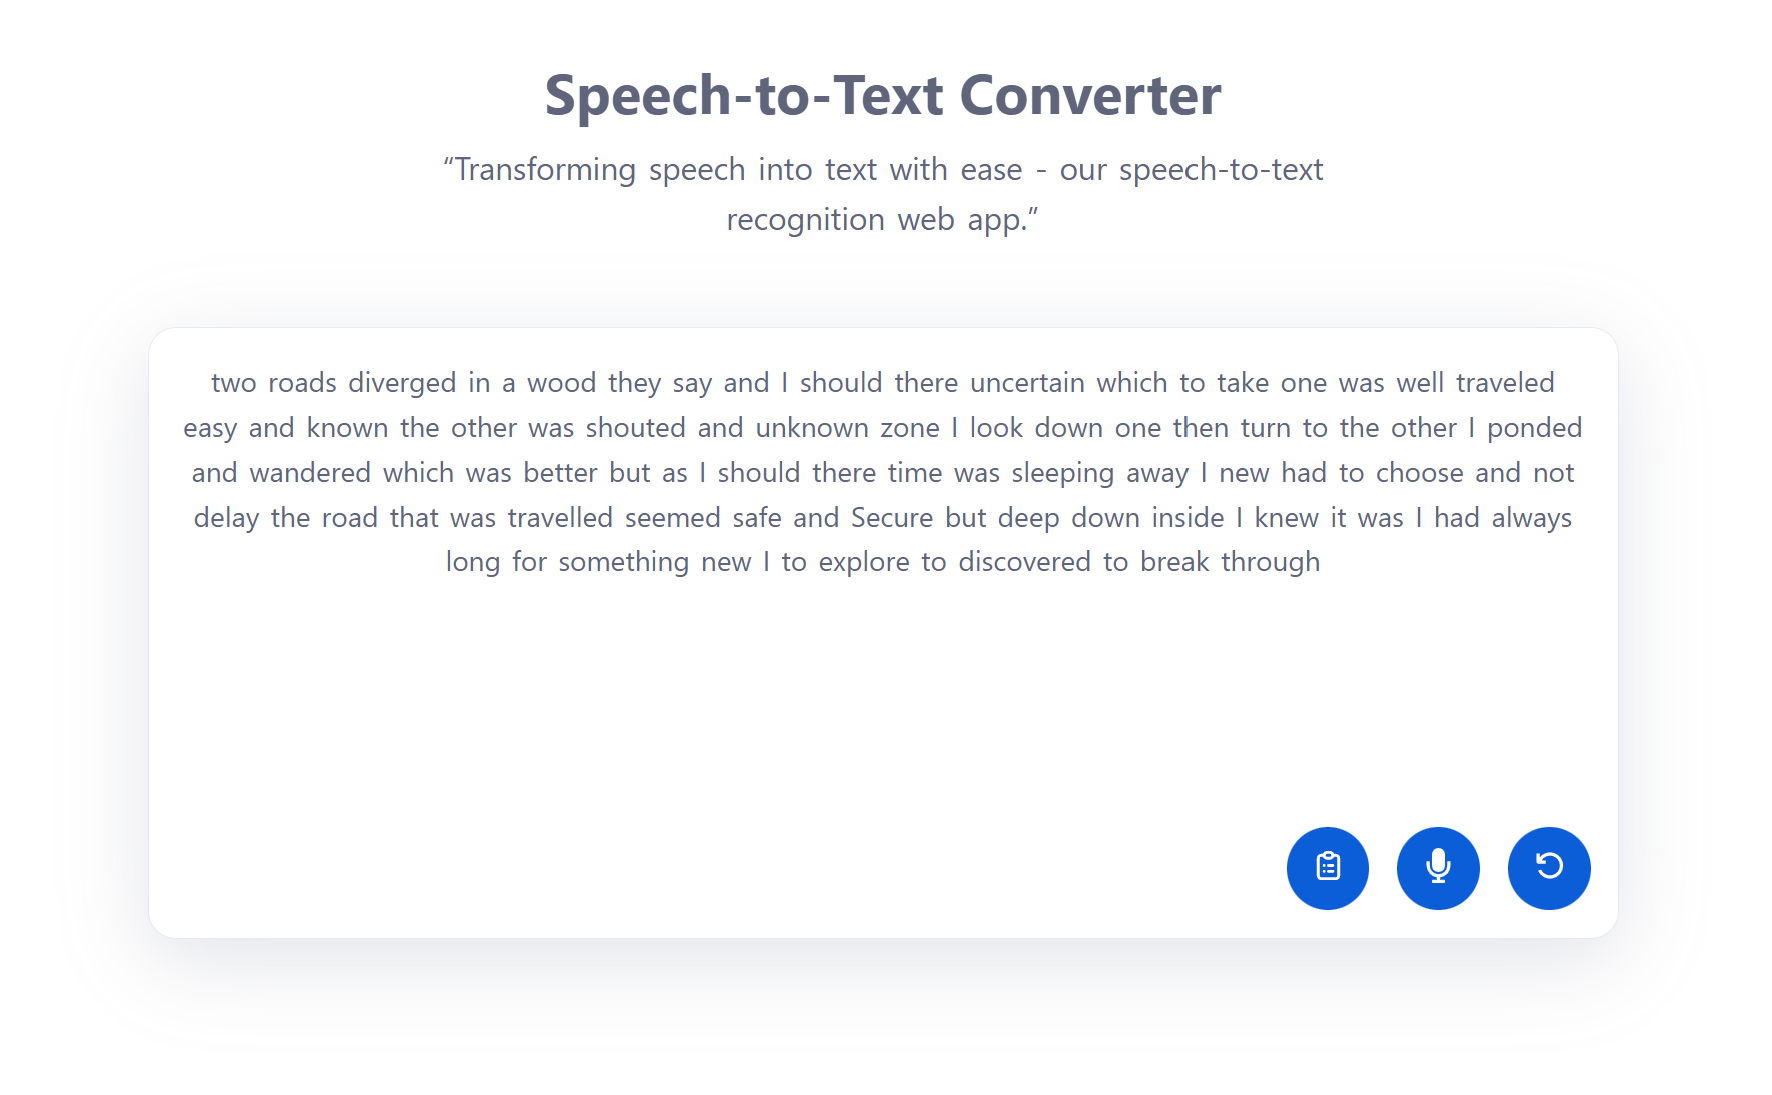 Speech-to-Text Converter
“Transforming speech into text with ease - our speech-to-text
recognition web app.”
two roads diverged in a wood they say and I should there uncertain which to take one was well traveled
easy and known the other was shouted and unknown zone I look down one then turn to the other I ponded
and wandered which was better but as I should there time was sleeping away I new had to choose and not
delay the road that was travelled seemed safe and Secure but deep down inside I knew it was I had always
long for something new I to explore to discovered to break through